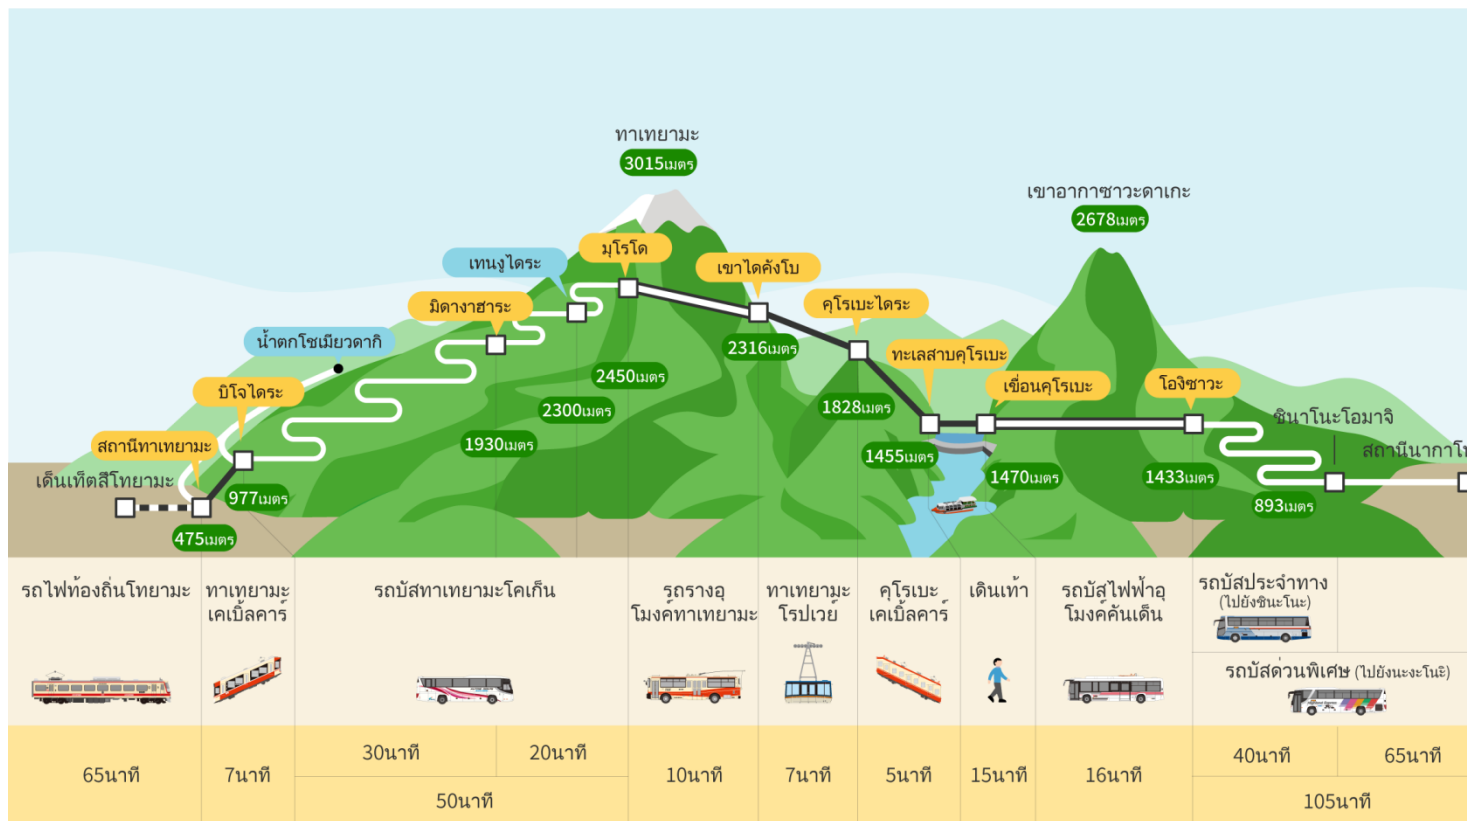 ทาเทยามะ
3015เมตร
เขาอากาซาวะดาเกะ
2678เมตร
มุโรโด
เทนงูไดระ
เขาไดคังโบ
มิดางาฮาระ
คุโรเบะไดระ
น้ำตกโชเมียวดากิ
2316เมตร
ทะเลสาบคุโรเบะ
2450เมตร
เขื่อนคุโรเบะ
โองิซาวะ
บิโจไดระ
2300เมตร
1828เมตร
ชินาโนะโอมาจิ
สถานีทาเทยามะ
1930เมตร
1455เมตร
สถานีนากาโน
เด็นเท็ตสึโทยามะ
977เมตร
1470เมตร
1433เมตร
893เมตร
475เมตร
รถไฟท้องถิ่นโทยามะ
ทาเทยามะ
เคเบิ้ลคาร์
รถบัสทาเทยามะโคเก็น
รถรางอุ
โมงค์ทาเทยามะ
ทาเทยามะ
โรปเวย์
คุโรเบะ
เคเบิ้ลคาร์
เดินเท้า
รถบัสไฟฟ้าอุ
โมงค์คันเด็น
รถบัสประจำทาง
(ไปยังชินะโนะ)
รถบัสด่วนพิเศษ (ไปยังนะงะโนะ)
65นาที
7นาที
30นาที
20นาที
50นาที
10นาที
7นาที
5นาที
15นาที
16นาที
40นาที
65นาที
105นาที